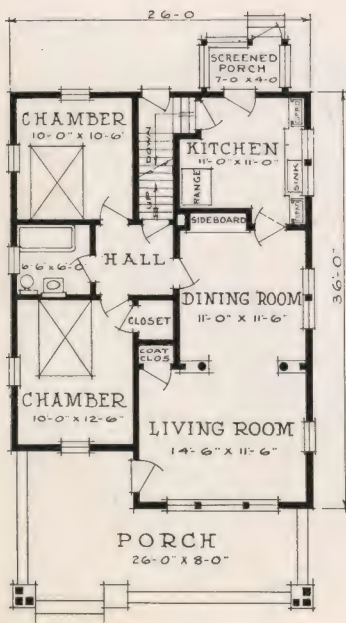 26-0
SCREENED
PORCH
7-0 X 4-0
CHAMBER
10-0" X 10-6"
KITCHEN
11-0" X 11-0"
RANGE
SINK
SIDEBOARD
UP
HALL
6-6 X 6-0
DINING ROOM
11-0" X 11-6"
36-0"
CLOSET
COAT
CLOS
CHAMBER
10-0" X 12-6"
LIVING ROOM
14-6" X 11-6"
PORCH
26-0" X 8-0"